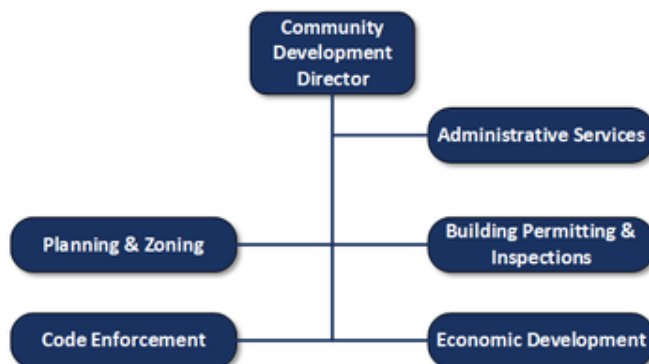 Community
Development
Director
Administrative Services
Planning & Zoning
Building Permitting &
Inspections
Code Enforcement
Economic Development